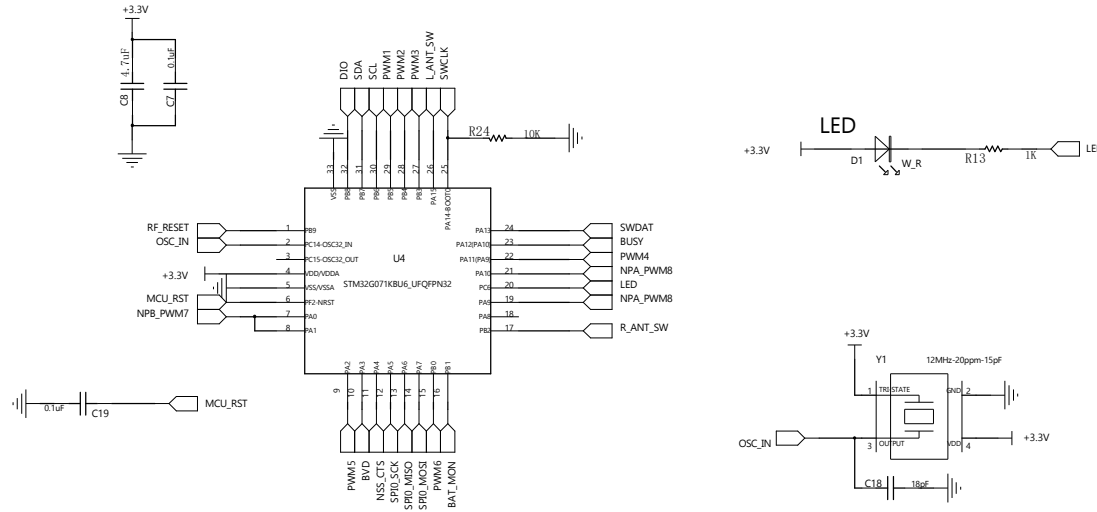 +3.3V
4.7uF
0.1uF
C8
C7
DIO
SDA
SCL
PWM1
PWM2
PWM3
L_ANT_SW
SWCLK
R24
10K
33
32
31
30
29
28
27
26
25
VSS
PB8
PB7
PB6
PB5
PB4
PB3
PA15
PA14-BOOT0
RF_RESET
1
PB9
OSC_IN
2
PC14-OSC32_IN
3
PC15-OSC32_OUT
+3.3V
4
VDD/VDDA
5
VSS/VSSA
MCU_RST
6
PF2-NRST
NPB_PWM7
7
PA0
8
PA1
U4
STM32G071KBU6_UFQFPN32
PA13
24
SWDAT
PA12(PA10)
23
BUSY
PA11(PA9)
22
PWM4
PA10
21
NPA_PWM8
PC6
20
LED
PA9
19
NPA_PWM8
PA8
18
PB2
17
R_ANT_SW
PA2
PA3
PA4
PA5
PA6
PA7
PB0
PB1
9
10
11
12
13
14
15
16
PWM5
BVD
NSS_CTS
SPI0_SCK
SPI0_MISO
SPI0_MOSI
PWM6
BAT_MON
0.1uF
C19
MCU_RST
LED
+3.3V
D1
W_R
R13
1K
+3.3V
Y1
12MHz-20ppm-15pF
1
TRISTATE
GND
2
OSC_IN
3
OUTPUT
VDD
4
+3.3V
C18
18pF